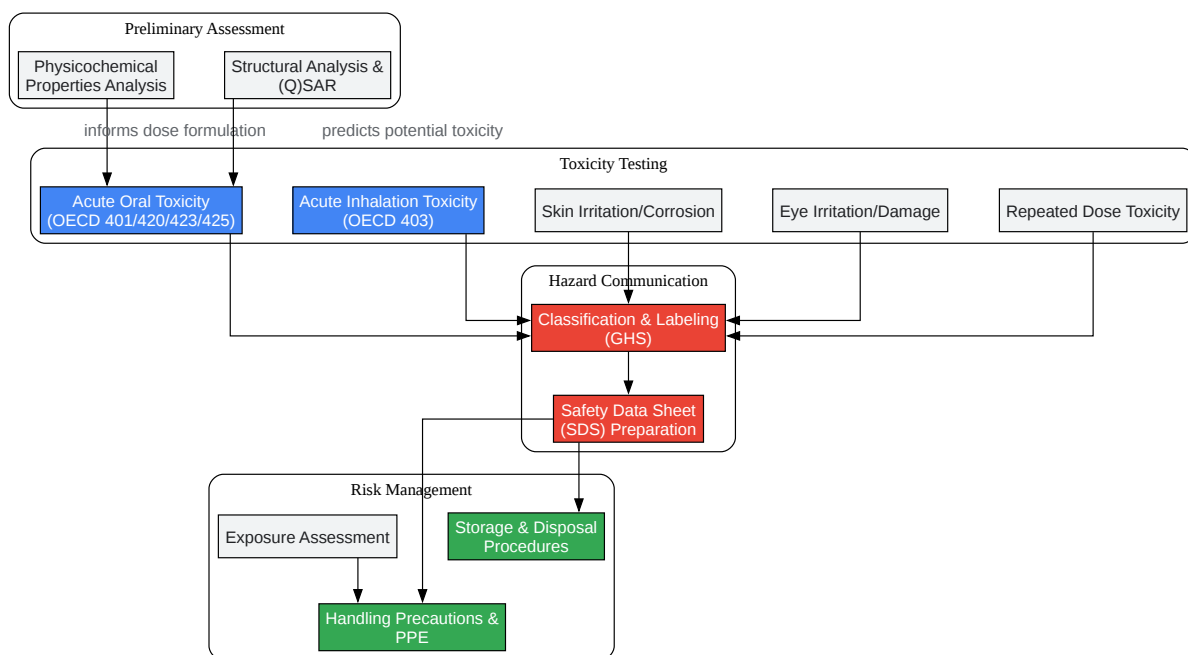 Preliminary Assessment
Physicochemical
Properties Analysis
Structural Analysis &
(Q)SAR
informs dose formulation
predicts potential toxicity
Toxicity Testing
Acute Oral Toxicity
(OECD 401/420/423/425)
Acute Inhalation Toxicity
(OECD 403)
Skin Irritation/Corrosion
Eye Irritation/Damage
Repeated Dose Toxicity
Hazard Communication
Classification & Labeling
(GHS)
Safety Data Sheet
(SDS) Preparation
Risk Management
Exposure Assessment
Storage & Disposal
Procedures
Handling Precautions &
PPE